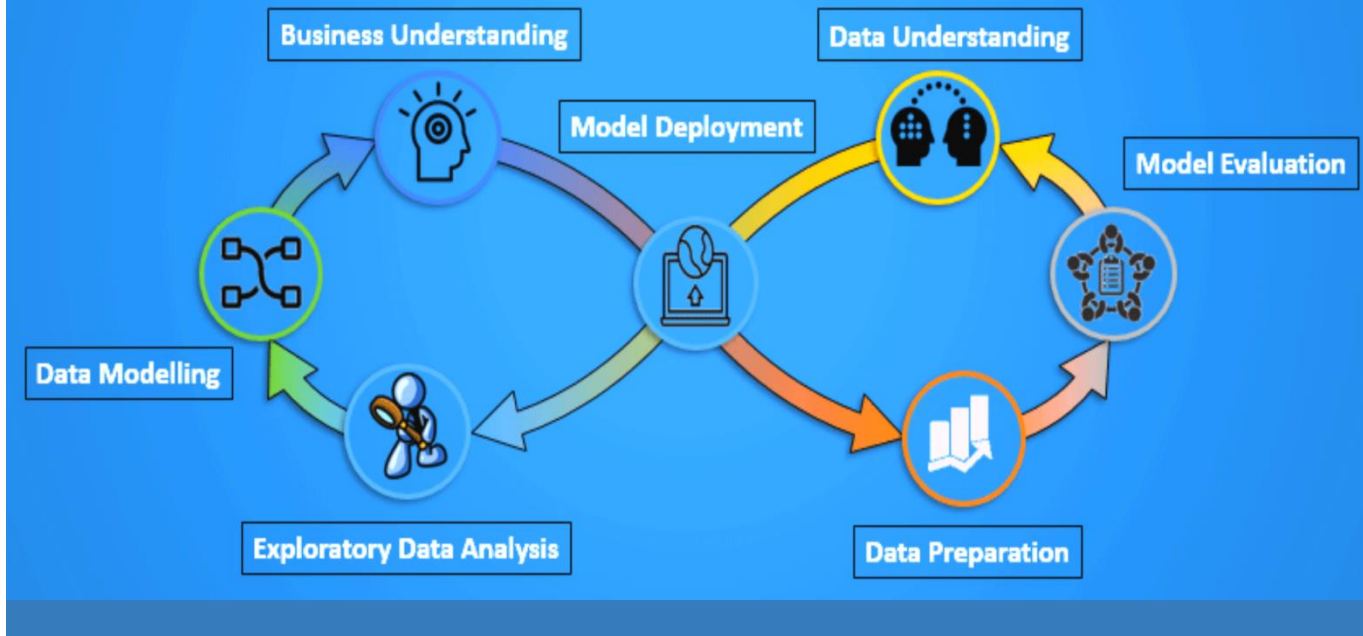 Business Understanding
Data Understanding
Model Deployment
Model Evaluation
Data Modelling
Exploratory Data Analysis
Data Preparation